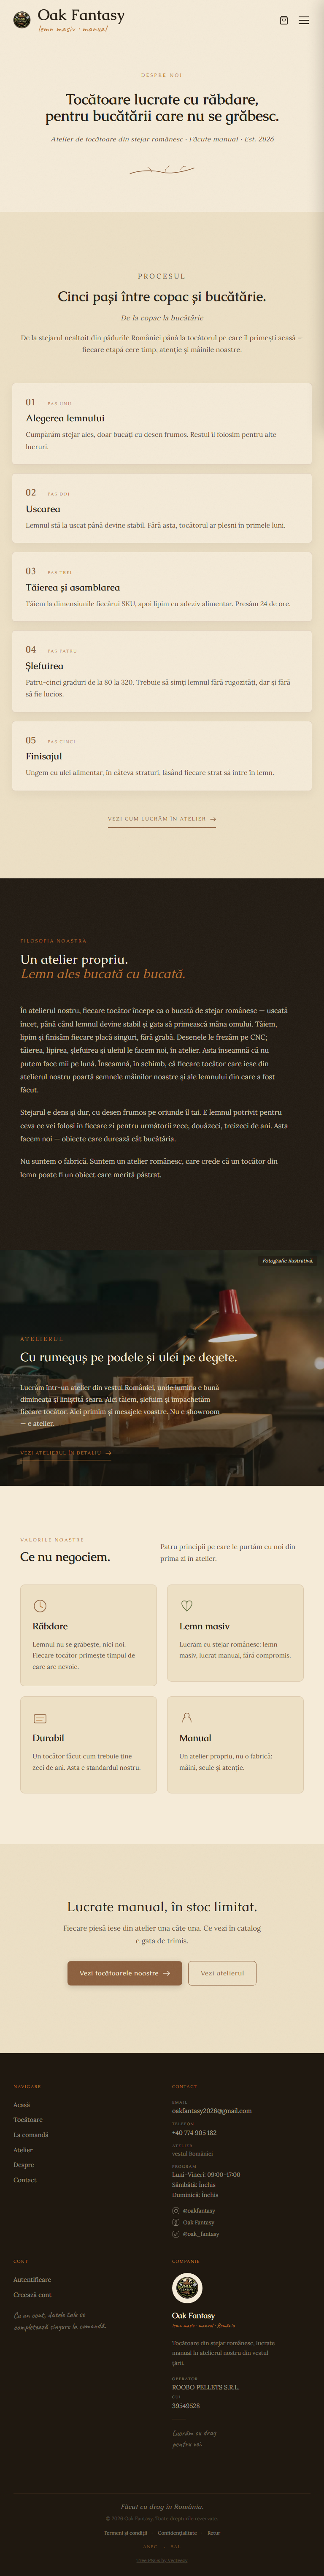 Oak Fantasy
lemn masiv · manual
DESPRE NOI
Tocătoare lucrate cu răbdare,
pentru bucătării care nu se grăbesc.
Atelier de tocătoare din stejar românesc · Făcute manual · Est. 2026
PROCESUL
Cinci pași între copac și bucătărie.
De la copac la bucătărie
De la stejarul nealtoit din pădurile României până la tocătorul pe care îl primești acasă —
fiecare etapă cere timp, atenție și mâinile noastre.
01 PAS UNU
Alegerea lemnului
Cumpărăm stejar ales, doar bucăți cu desen frumos. Restul îl folosim pentru alte
lucruri.
02 PAS DOI
Uscarea
Lemnul stă la uscat până devine stabil. Fără asta, tocătorul ar plesni în primele luni.
03 PAS TREI
Tăierea și asamblarea
Tăiem la dimensiunile fiecărui SKU, apoi lipim cu adeziv alimentar. Presăm 24 de ore.
04 PAS PATRU
Șlefuirea
Patru-cinci graduri de la 80 la 320. Trebuie să simți lemnul fără rugozități, dar și fără
să fie lucios.
05 PAS CINCI
Finisajul
Ungem cu ulei alimentar, în câteva straturi, lăsând fiecare strat să intre în lemn.
VEZI CUM LUCRĂM ÎN ATELIER →
FILOSOFIA NOASTRĂ
Un atelier propriu.
Lemn ales bucată cu bucată.
În atelierul nostru, fiecare tocător începe ca o bucată de stejar românesc — uscată
încet, până când lemnul devine stabil și gata să primească mâna omului. Tăiem,
lipim și finisăm fiecare placă singuri, fără grabă. Desenele le frezăm pe CNC;
tăierea, lipirea, șlefuirea și uleiul le facem noi, în atelier. Asta înseamnă că nu
putem face mii pe lună. Înseamnă, în schimb, că fiecare tocător care iese din
atelierul nostru poartă semnele mâinilor noastre și ale lemnului din care a fost
făcut.
Stejarul e dens și dur, cu desen frumos pe oriunde îl tai. E lemnul potrivit pentru
ceva ce vei folosi în fiecare zi pentru următorii zece, douăzeci, treizeci de ani. Asta
facem noi — obiecte care durează cât bucătăria.
Nu suntem o fabrică. Suntem un atelier românesc, care crede că un tocător din
lemn poate fi un obiect care merită păstrat.
Fotografie ilustrativă.
ATELIERUL
Cu rumeguș pe podele și ulei pe degete.
Lucrăm într-un atelier din vestul României, unde lumina e bună
dimineața și liniștită seara. Aici tăiem, șlefuim și împachetăm
fiecare tocător. Aici primim și mesajele voastre. Nu e showroom
— e atelier.
VEZI ATELIERUL ÎN DETALIU →
VALORILE NOASTRE
Ce nu negociem.
Patru principii pe care le purtăm cu noi din
prima zi în atelier.
Răbdare
Lemnul nu se grăbește, nici noi.
Fiecare tocător primește timpul de
care are nevoie.
Lemn masiv
Lucrăm cu stejar românesc: lemn
masiv, lucrat manual, fără compromis.
Durabil
Un tocător făcut cum trebuie ține
zeci de ani. Asta e standardul nostru.
Manual
Un atelier propriu, nu o fabrică:
mâini, scule și atenție.
Lucrate manual, în stoc limitat.
Fiecare piesă iese din atelier una câte una. Ce vezi în catalog
e gata de trimis.
Vezi tocătoarele noastre →
Vezi atelierul
NAVIGARE
Acasă
Tocătoare
La comandă
Atelier
Despre
Contact
CONTACT
EMAIL
oakfantasy2026@gmail.com
TELEFON
+40 774 905 182
ATELIER
vestul României
PROGRAM
Luni–Vineri: 09:00–17:00
Sâmbătă: Închis
Duminică: Închis
@oakfantasy
Oak Fantasy
@oak_fantasy
CONT
Autentificare
Creează cont
Cu un cont, datele tale se
completează singure la comandă.
COMPANIE
Oak Fantasy
lemn masiv · manual · România
Tocătoare din stejar românesc, lucrate
manual în atelierul nostru din vestul
țării.
OPERATOR
ROOBO PELLETS S.R.L.
CUI
39549528
Lucrăm cu drag
pentru voi.
Făcut cu drag în România.
© 2026 Oak Fantasy. Toate drepturile rezervate.
Termeni și condiții · Confidențialitate · Retur
ANPC · SAL